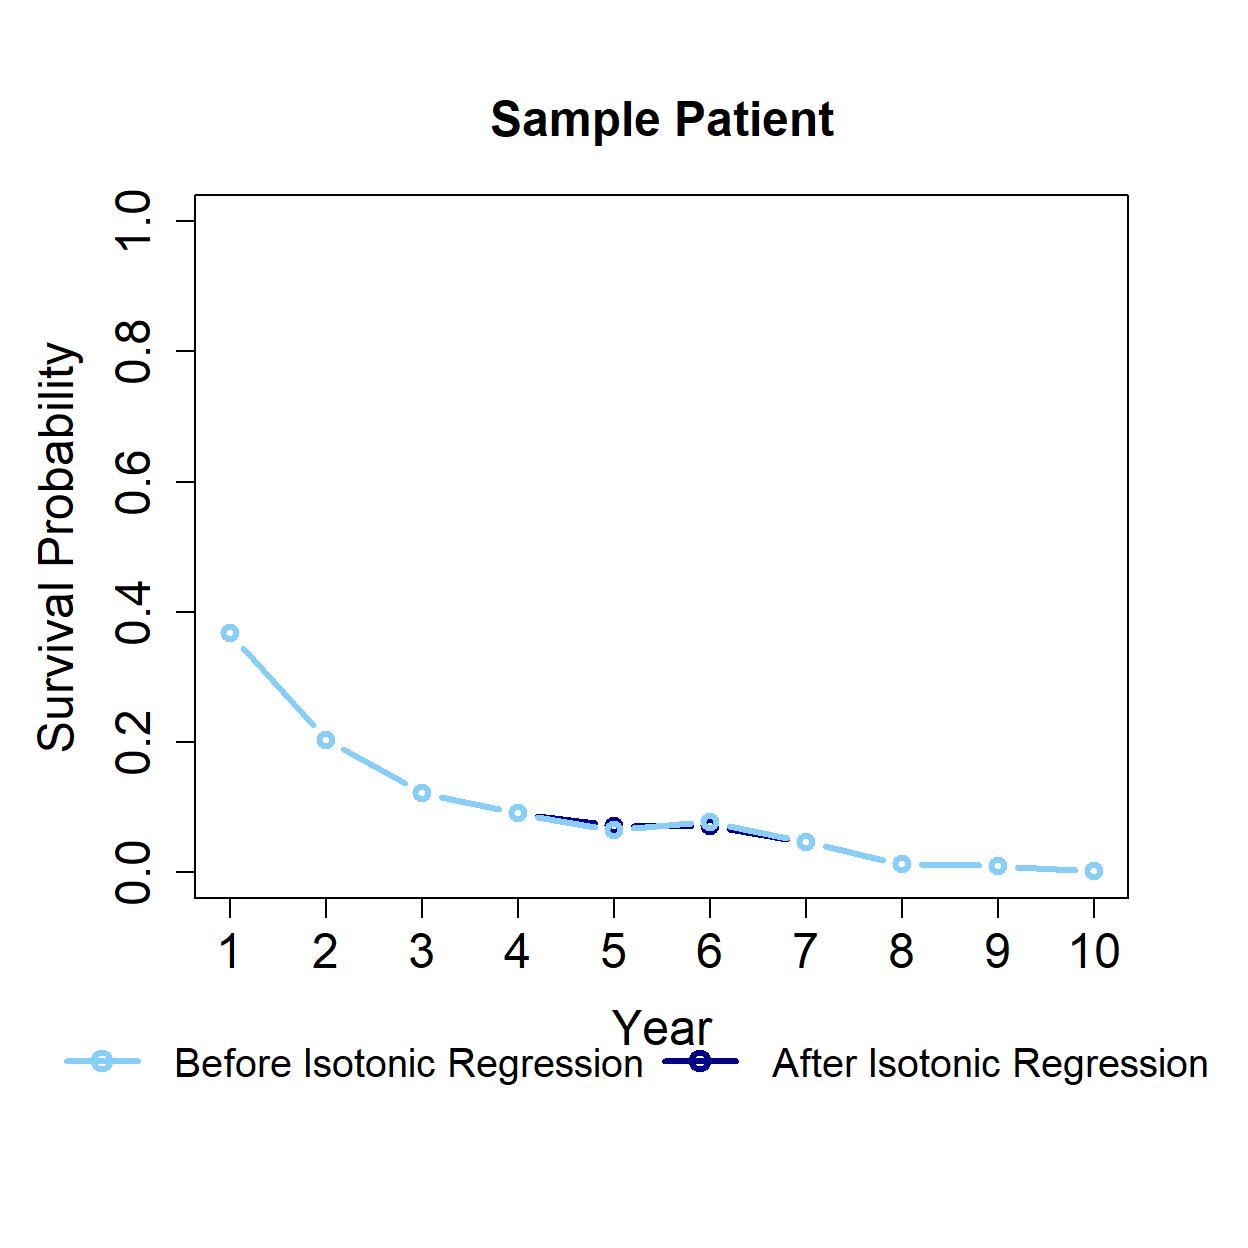 Sample Patient
Survival Probability
1.0
0.8
0.6
0.4
0.2
0.0
1 2 3 4 5 6 7 8 9 10
Year
Before Isotonic Regression After Isotonic Regression